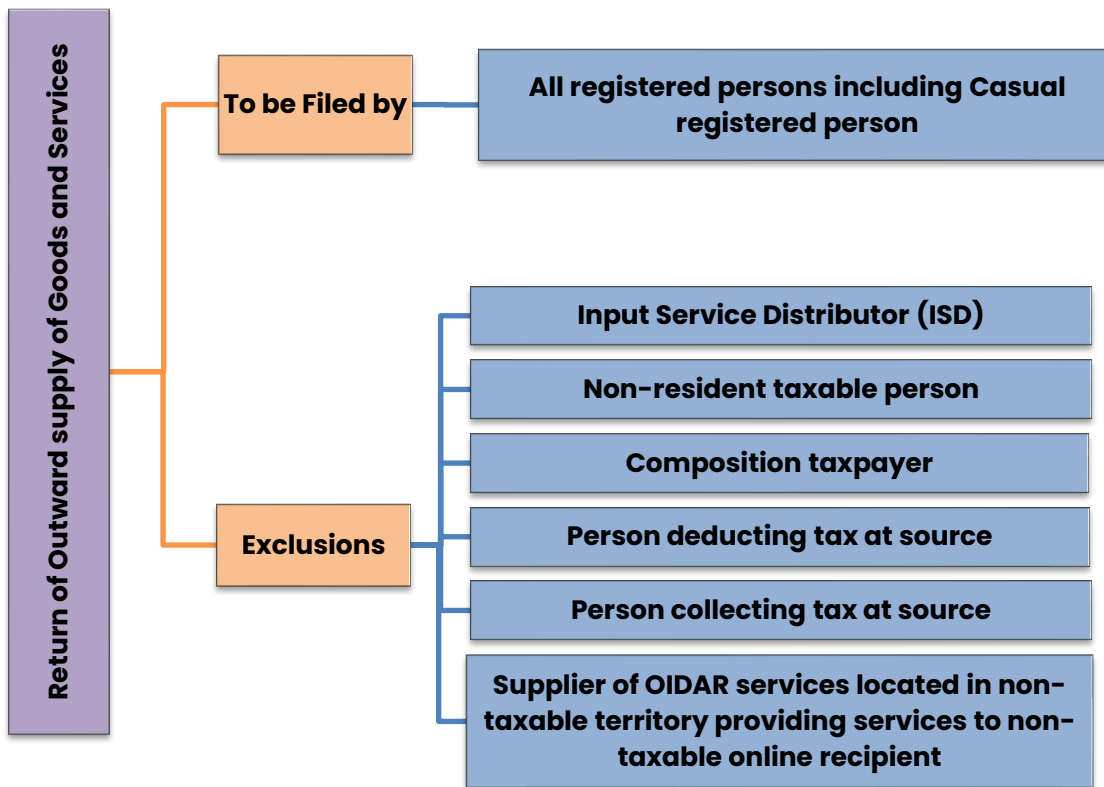 Return of Outward supply of Goods and Services
To be Filed by
All registered persons including Casual
registered person
Exclusions
Input Service Distributor (ISD)
Non-resident taxable person
Composition taxpayer
Person deducting tax at source
Person collecting tax at source
Supplier of OIDAR services located in non-
taxable territory providing services to non-
taxable online recipient